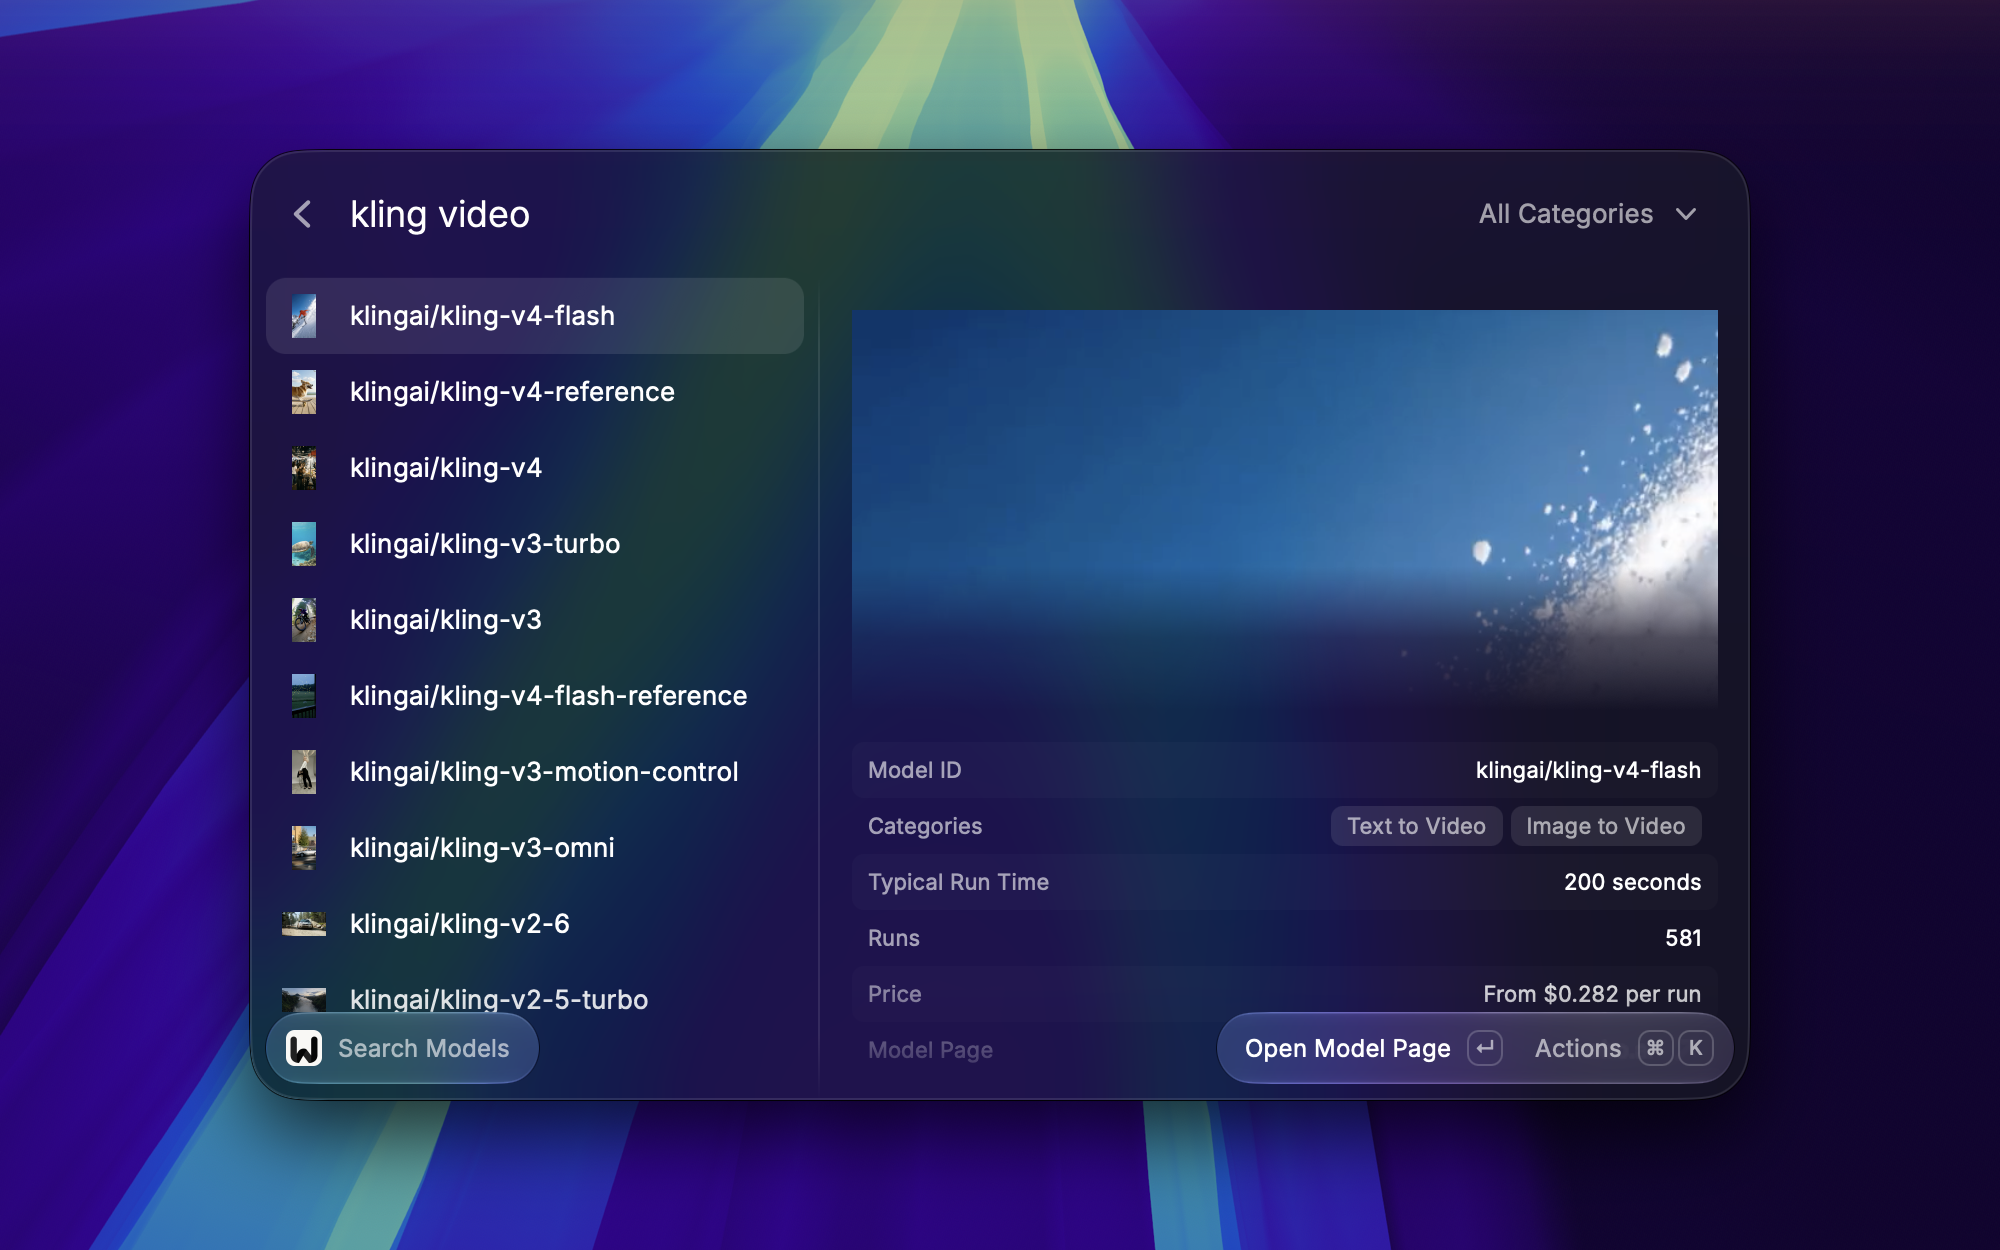 kling video
All Categories
klingai/kling-v4-flash
klingai/kling-v4-reference
klingai/kling-v4
klingai/kling-v3-turbo
klingai/kling-v3
klingai/kling-v4-flash-reference
klingai/kling-v3-motion-control
klingai/kling-v3-omni
klingai/kling-v2-6
klingai/kling-v2-5-turbo
Model ID klingai/kling-v4-flash
Categories Text to Video Image to Video
Typical Run Time 200 seconds
Runs 581
Price From $0.282 per run
Model Page
W Search Models
Open Model Page ↵ Actions ⌘ K